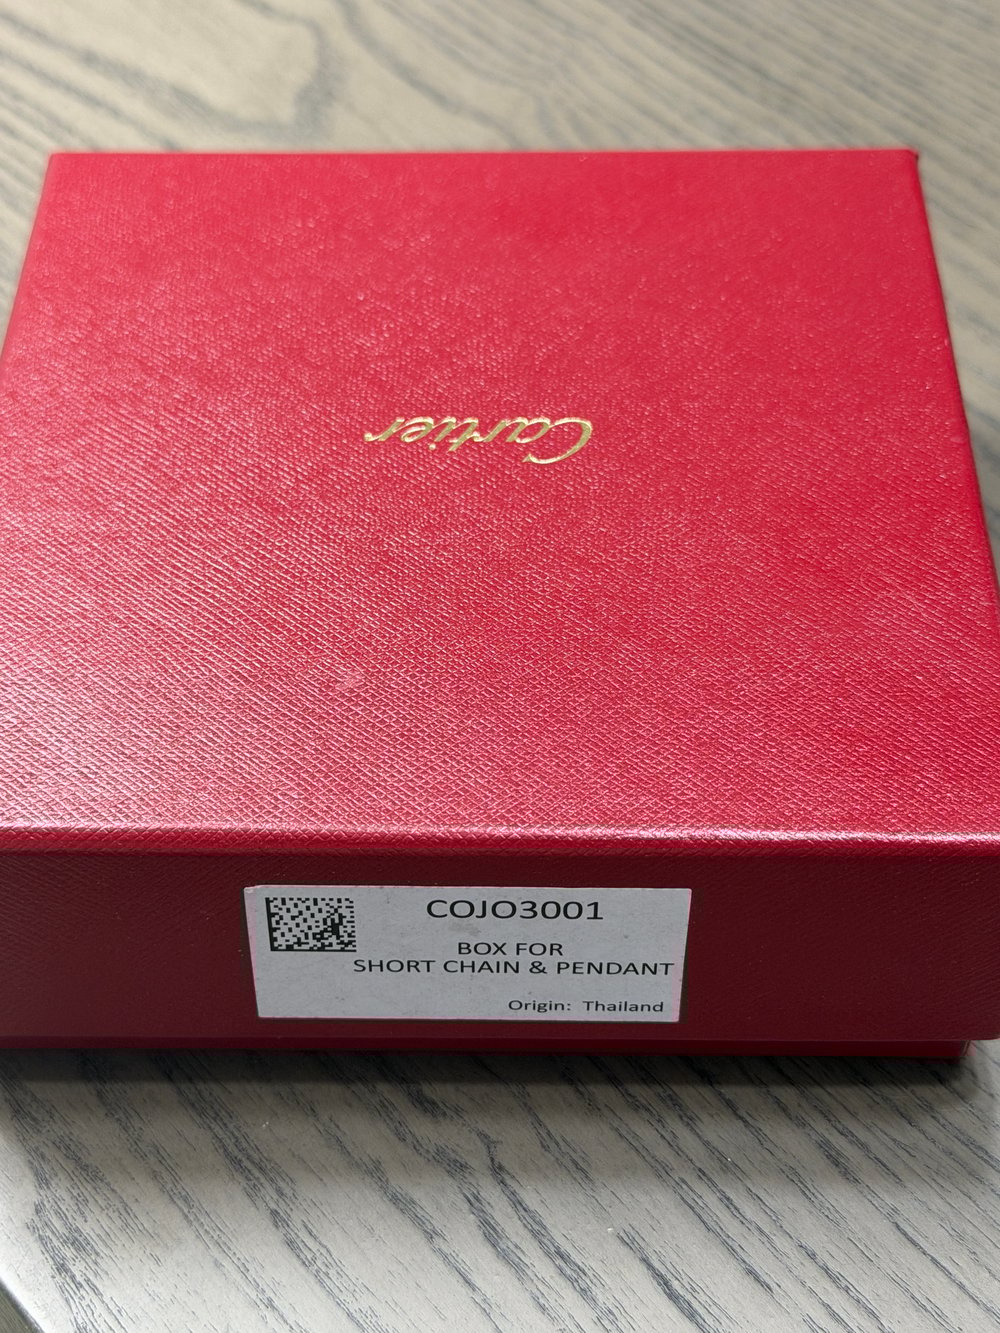 Cartier
COJO3001
BOX FOR
SHORT CHAIN & PENDANT
Origin: Thailand